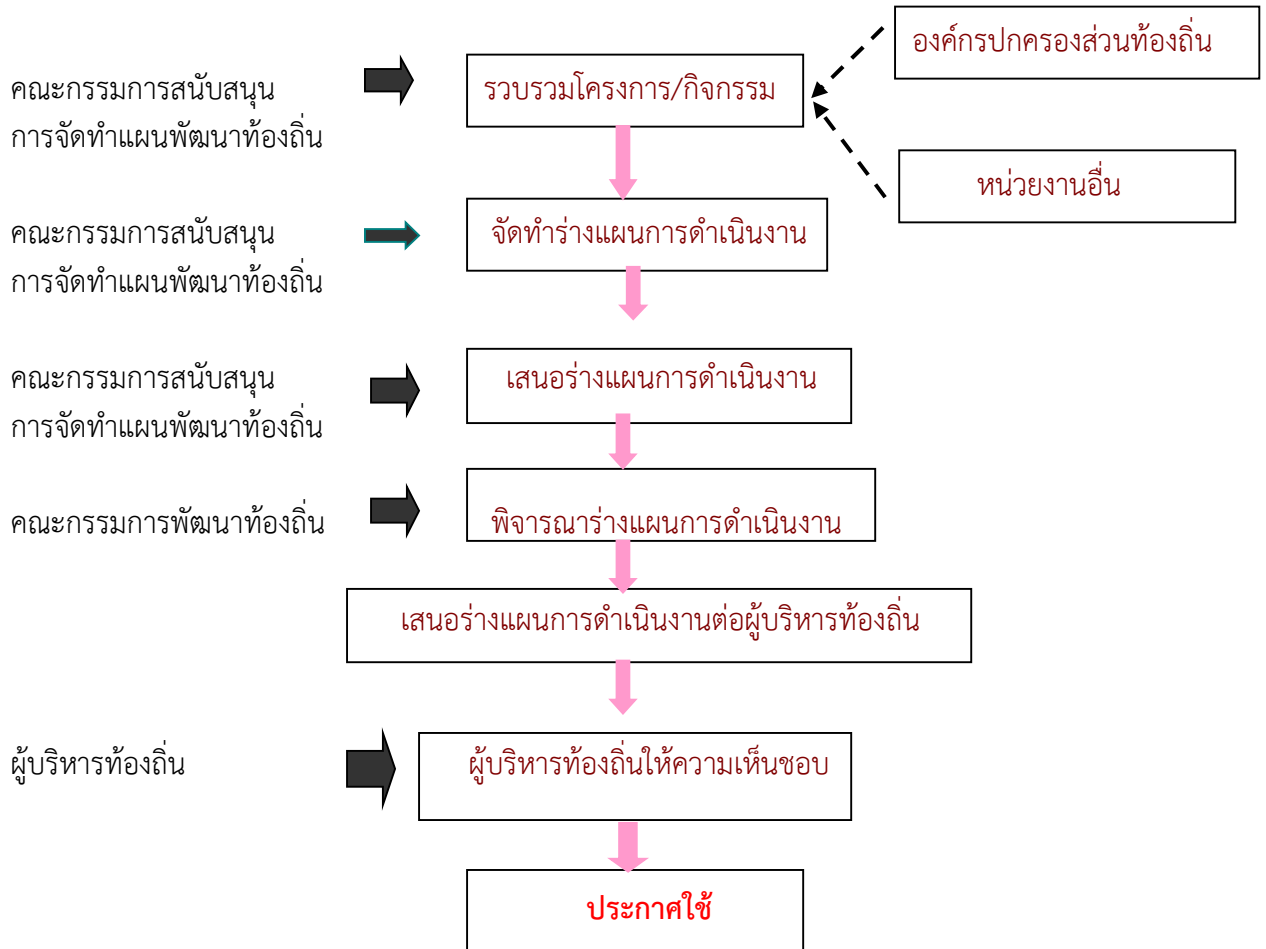 องค์กรปกครองส่วนท้องถิ่น
คณะกรรมการสนับสนุน
การจัดทำแผนพัฒนาท้องถิ่น
รวบรวมโครงการ/กิจกรรม
หน่วยงานอื่น
คณะกรรมการสนับสนุน
การจัดทำแผนพัฒนาท้องถิ่น
จัดทำร่างแผนการดำเนินงาน
คณะกรรมการสนับสนุน
การจัดทำแผนพัฒนาท้องถิ่น
เสนอร่างแผนการดำเนินงาน
คณะกรรมการพัฒนาท้องถิ่น
พิจารณาร่างแผนการดำเนินงาน
เสนอร่างแผนการดำเนินงานต่อผู้บริหารท้องถิ่น
ผู้บริหารท้องถิ่น
ผู้บริหารท้องถิ่นให้ความเห็นชอบ
ประกาศใช้